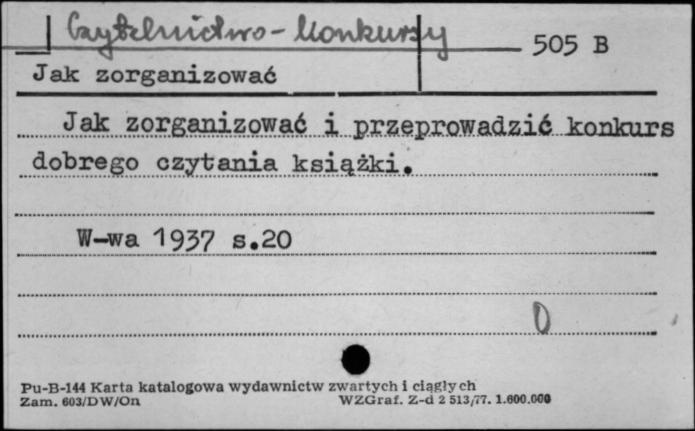 Czytelnictwo - Konkursy
505 B
Jak zorganizować
Jak zorganizować i przeprowadzić konkurs
dobrego czytania książki.
W-wa 1937 s.20
0
Pu-B-144 Karta katalogowa wydawnictw zwartych i ciągłych
Zam. 603/DW/On WZGraf. Z-d 2 513/77. 1.600.000